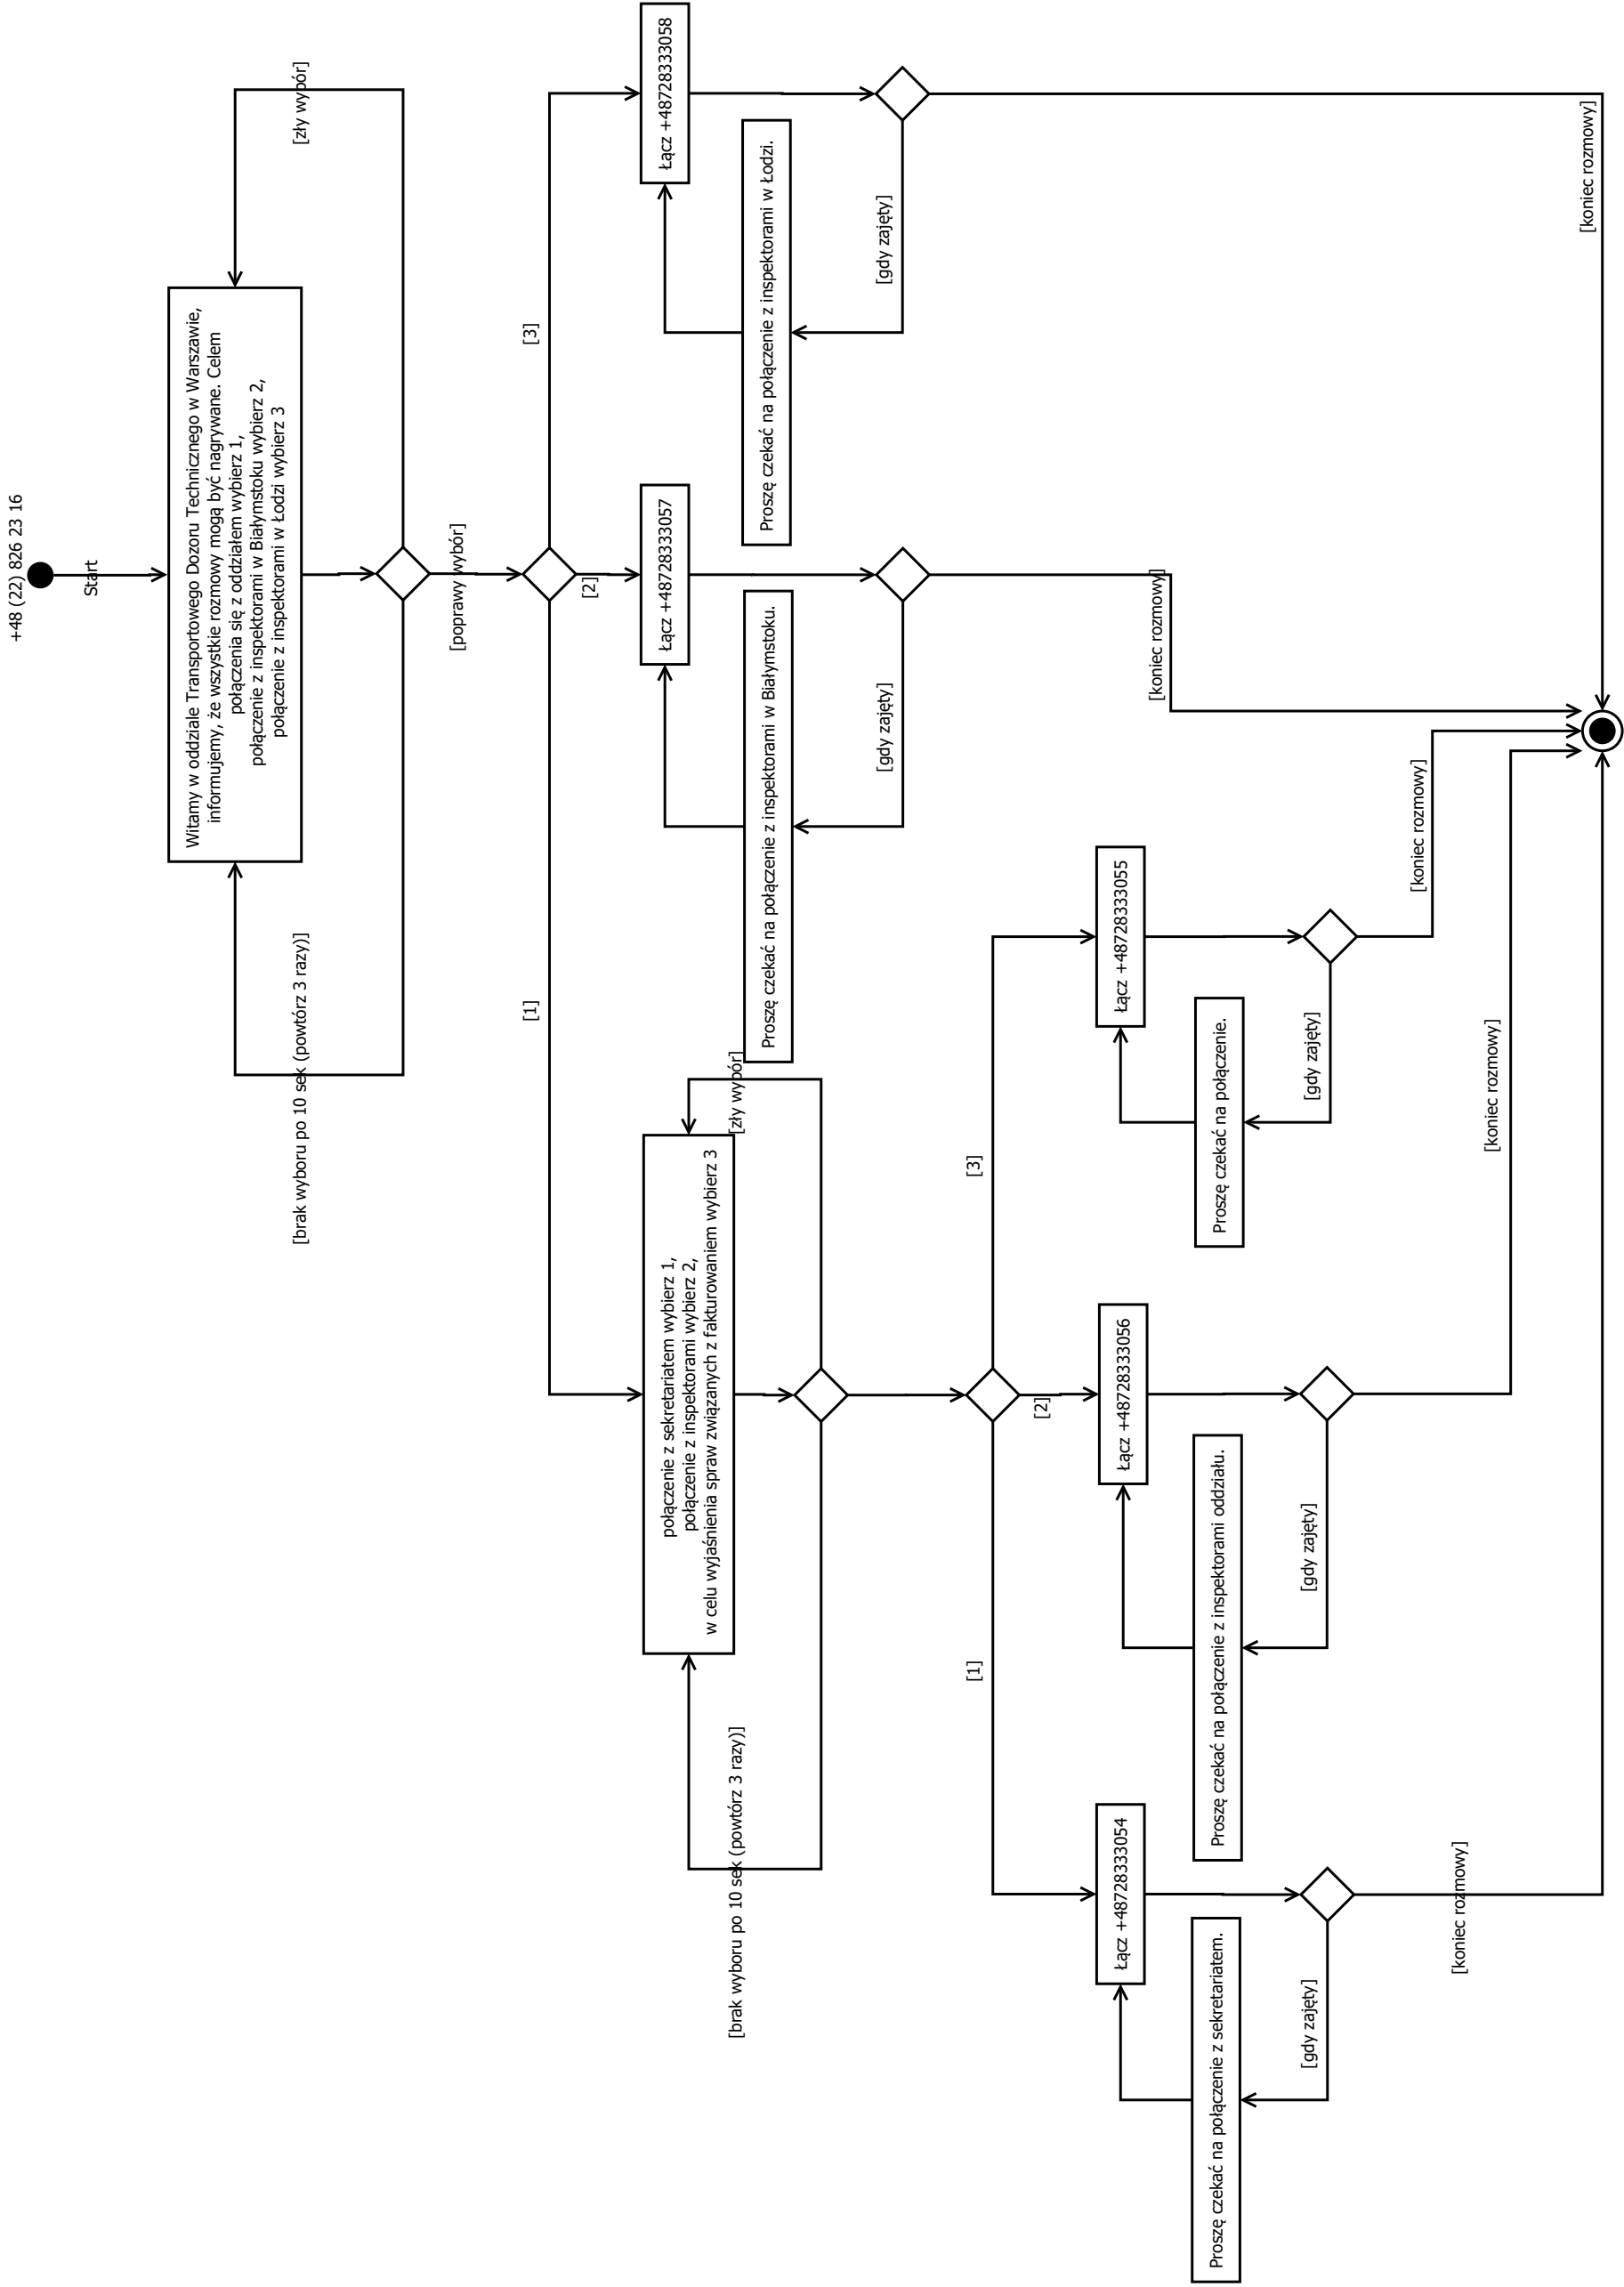 +48 (22) 826 23 16
Start
Witamy w oddziale Transportowego Dozoru Technicznego w Warszawie,
informujemy, że wszystkie rozmowy mogą być nagrywane. Celem
połączenia się z oddziałem wybierz 1,
połączenie z inspektorami w Białymstoku wybierz 2,
połączenie z inspektorami w Łodzi wybierz 3
[brak wyboru po 10 sek (powtórz 3 razy)]
[zły wybór]
[poprawy wybór]
[1]
[2]
[3]
połączenie z sekretariatem wybierz 1,
połączenie z inspektorami wybierz 2,
w celu wyjaśnienia spraw związanych z fakturowaniem wybierz 3
Łącz +48728333057
Łącz +48728333058
[brak wyboru po 10 sek (powtórz 3 razy)]
[zły wybór]
Proszę czekać na połączenie z inspektorami w Białymstoku.
Proszę czekać na połączenie z inspektorami w Łodzi.
[gdy zajęty]
[gdy zajęty]
[1]
[2]
[3]
Łącz +48728333054
Łącz +48728333056
Łącz +48728333055
[koniec rozmowy]
Proszę czekać na połączenie z sekretariatem.
Proszę czekać na połączenie z inspektorami oddziału.
Proszę czekać na połączenie.
[gdy zajęty]
[gdy zajęty]
[gdy zajęty]
[koniec rozmowy]
[koniec rozmowy]
[koniec rozmowy]
[koniec rozmowy]